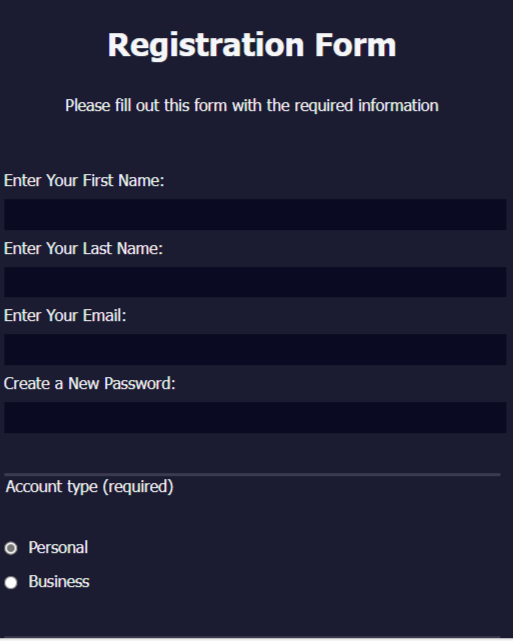 Registration Form
Please fill out this form with the required information
Enter Your First Name:
Enter Your Last Name:
Enter Your Email:
Create a New Password:
Account type (required)
Personal
Business